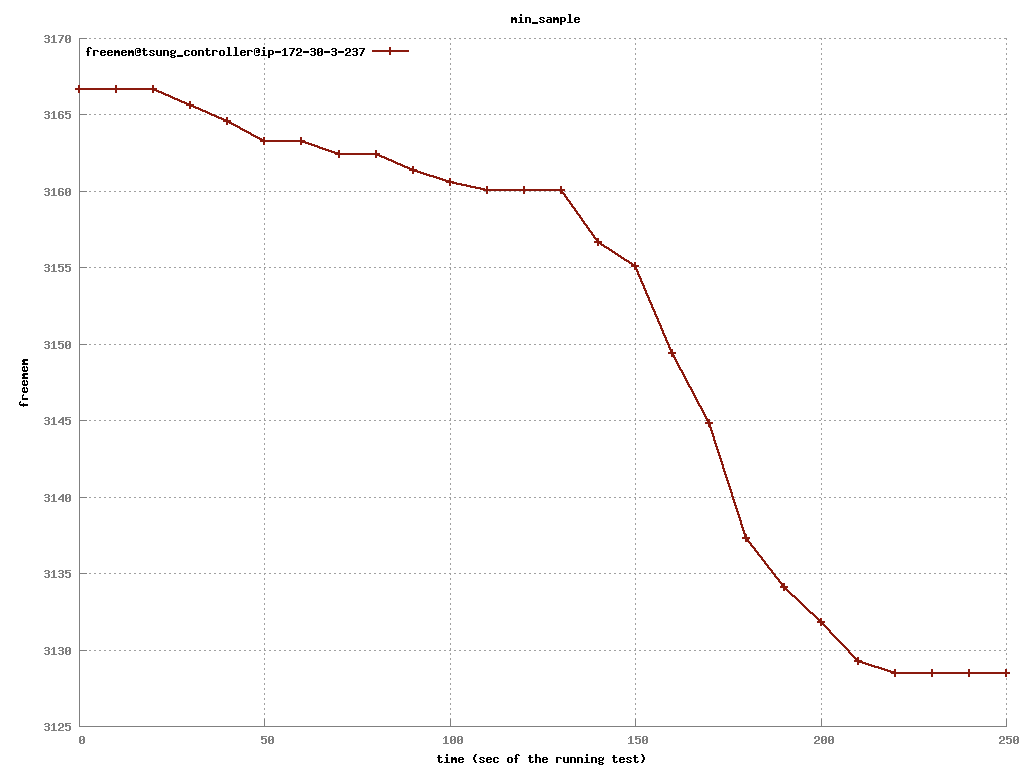 min_sample
freemem@tsung_controller@ip-172-30-3-237
3170
3165
3160
3155
3150
3145
3140
3135
3130
3125
freemem
0 50 100 150 200 250
time (sec of the running test)